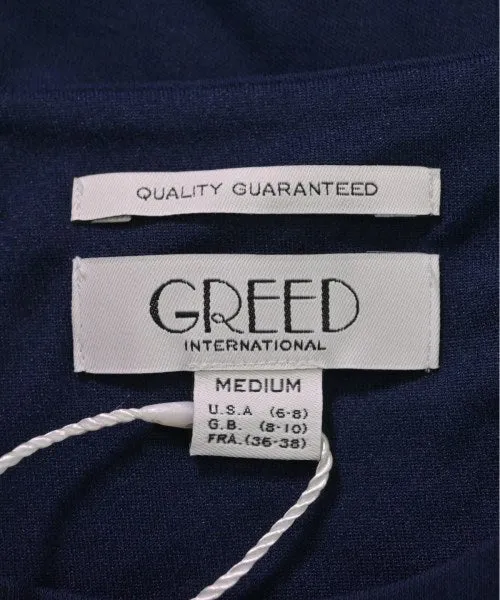 QUALITY GUARANTEED
GREED
INTERNATIONAL
MEDIUM
U.S.A (6-8)
G.B. (8-10)
FRA.(36-38)